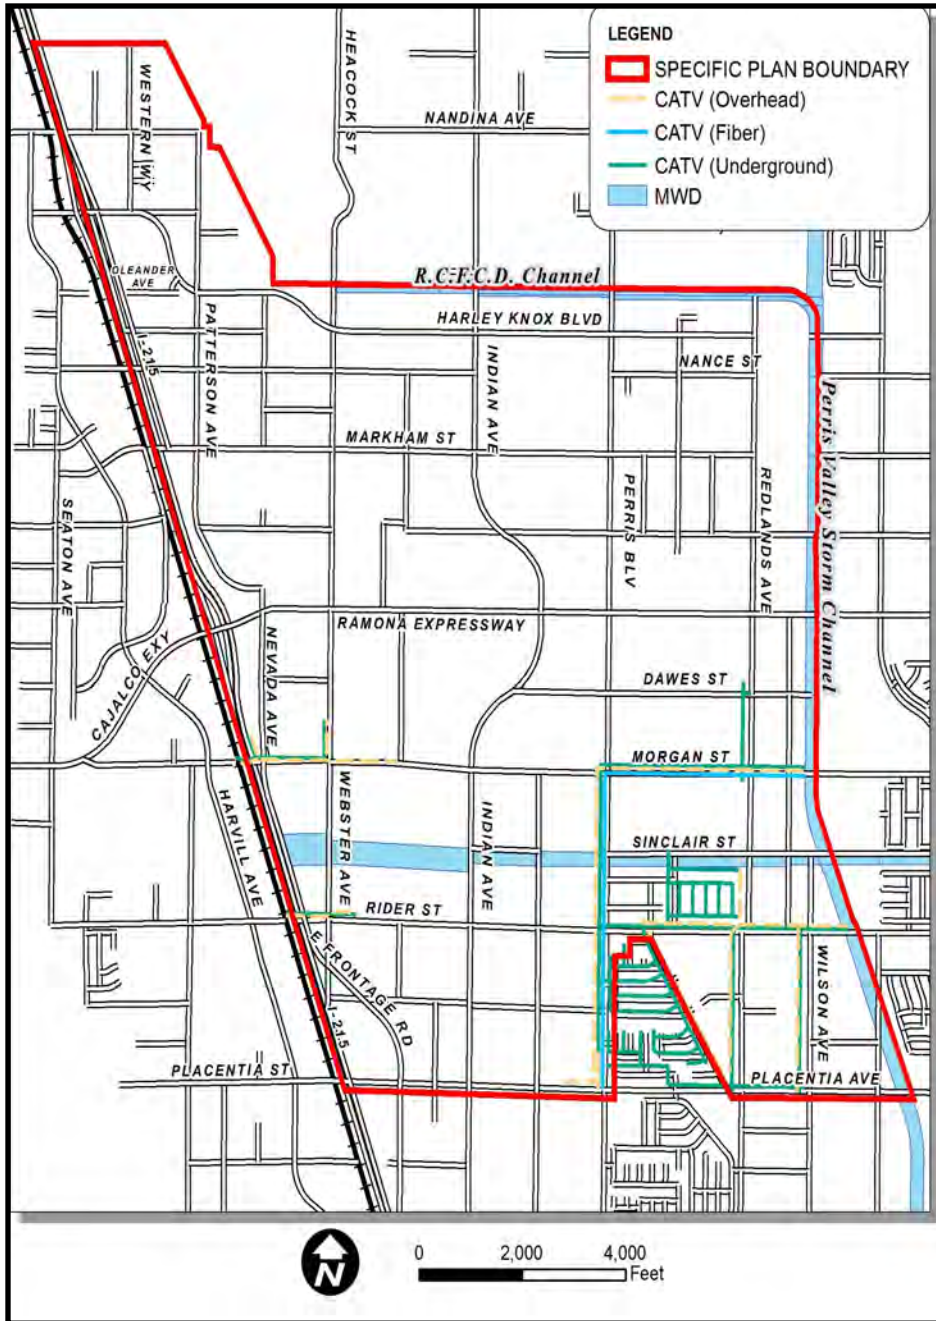 LEGEND
SPECIFIC PLAN BOUNDARY
CATV (Overhead)
CATV (Fiber)
CATV (Underground)
MWD
HEACOCK ST
WESTERN WY
NANDINA AVE
OLEANDER
AVE
R.C.F.C.D. Channel
HARLEY KNOX BLVD
I-215
PATTERSON AVE
INDIAN AVE
NANCE ST
MARKHAM ST
PERRIS BLV
REDLANDS AVE
Perris Valley Storm Channel
SEATON AVE
RAMONA EXPRESSWAY
CAJALCO EXY
NEVADA AVE
DAWES ST
MORGAN ST
HARVILL AVE
WEBSTER AVE
INDIAN AVE
SINCLAIR ST
RIDER ST
E FRONTAGE RD
WILSON AVE
I-215
PLACENTIA ST
PLACENTIA AVE
N
0 2,000 4,000
Feet